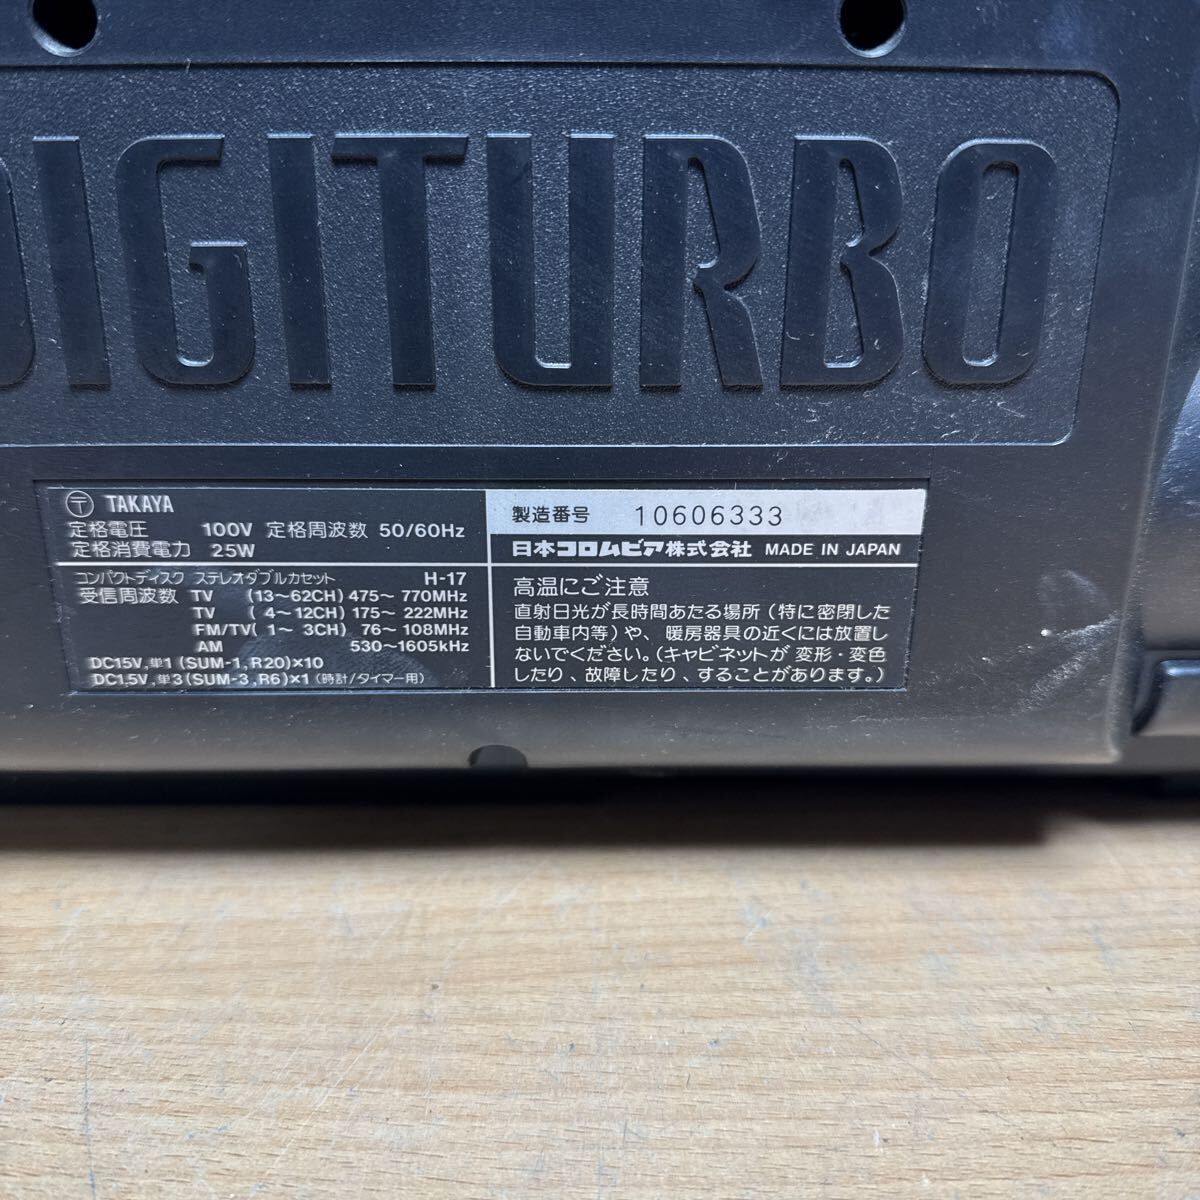 DIGITURBO
〒 TAKAYA
定格電圧 100V 定格周波数 50/60Hz
定格消費電力 25W
コンパクトディスク ステレオダブルカセット H-17
受信周波数 TV (13~62CH) 475~ 770MHz
TV ( 4~12CH) 175~ 222MHz
FM/TV( 1~ 3CH) 76~ 108MHz
AM 530~1605kHz
DC15V,単1(SUM-1,R20)×10
DC1.5V,単3(SUM-3,R6)×1(時計/タイマー用)
製造番号 10606333
日本コロムビア株式会社 MADE IN JAPAN
高温にご注意
直射日光が長時間あたる場所(特に密閉した
自動車内等)や、暖房器具の近くには放置し
ないでください。(キャビネットが変形・変色
したり、故障したり、することがあります。)